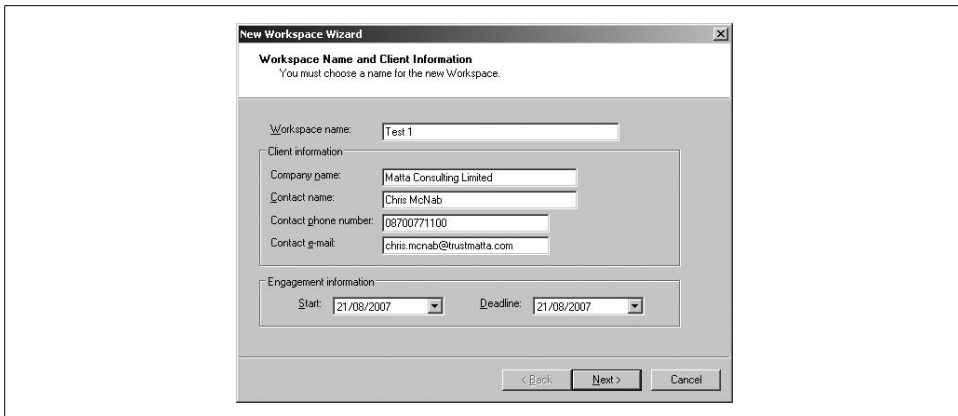 New Workspace Wizard
Workspace Name and Client Information
You must choose a name for the new Workspace.
Workspace name: Test 1
Client information
Company name: Matta Consulting Limited
Contact name: Chris McNab
Contact phone number: 08700771100
Contact e-mail: chris.mcnab@trustmatta.com
Engagement information
Start: 21/08/2007 Deadline: 21/08/2007
< Back Next > Cancel